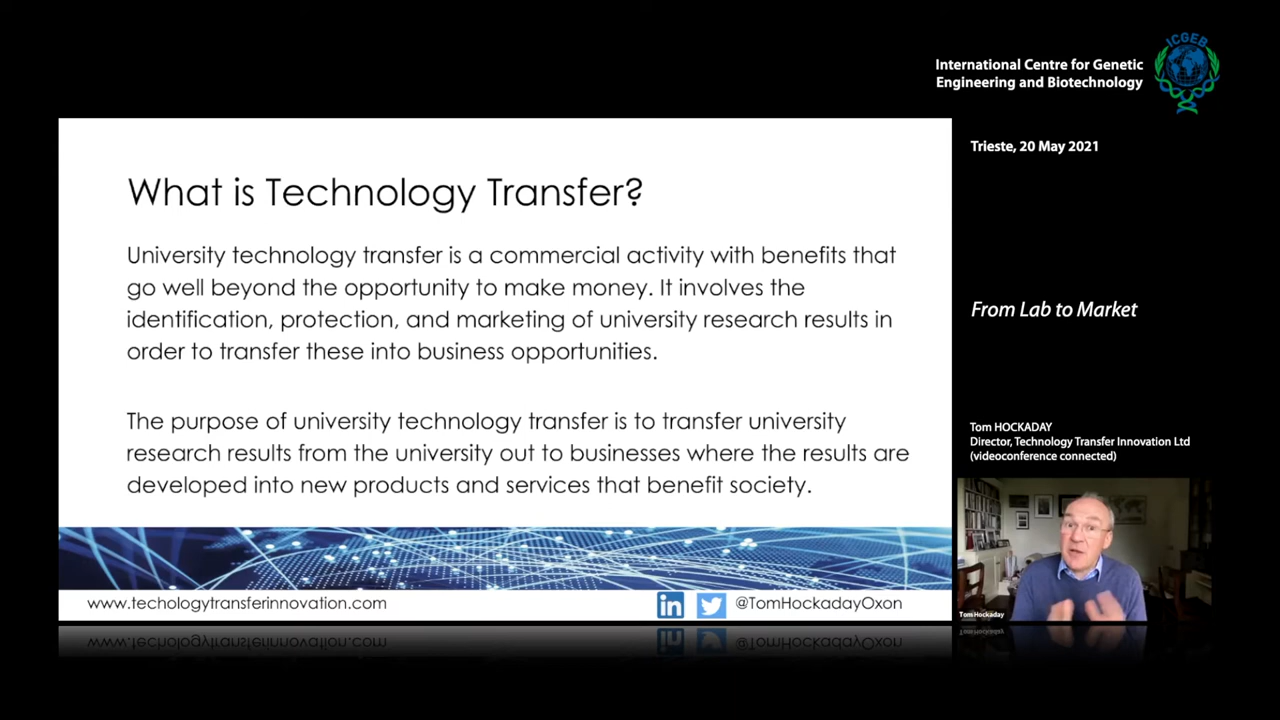 International Centre for Genetic
Engineering and Biotechnology
ICGEB
Trieste, 20 May 2021
What is Technology Transfer?
University technology transfer is a commercial activity with benefits that
go well beyond the opportunity to make money. It involves the
identification, protection, and marketing of university research results in
order to transfer these into business opportunities.
The purpose of university technology transfer is to transfer university
research results from the university out to businesses where the results are
developed into new products and services that benefit society.
www.techologytransferinnovation.com
in
@TomHockadayOxon
From Lab to Market
Tom HOCKADAY
Director, Technology Transfer Innovation Ltd
(videoconference connected)
Tom Hockaday